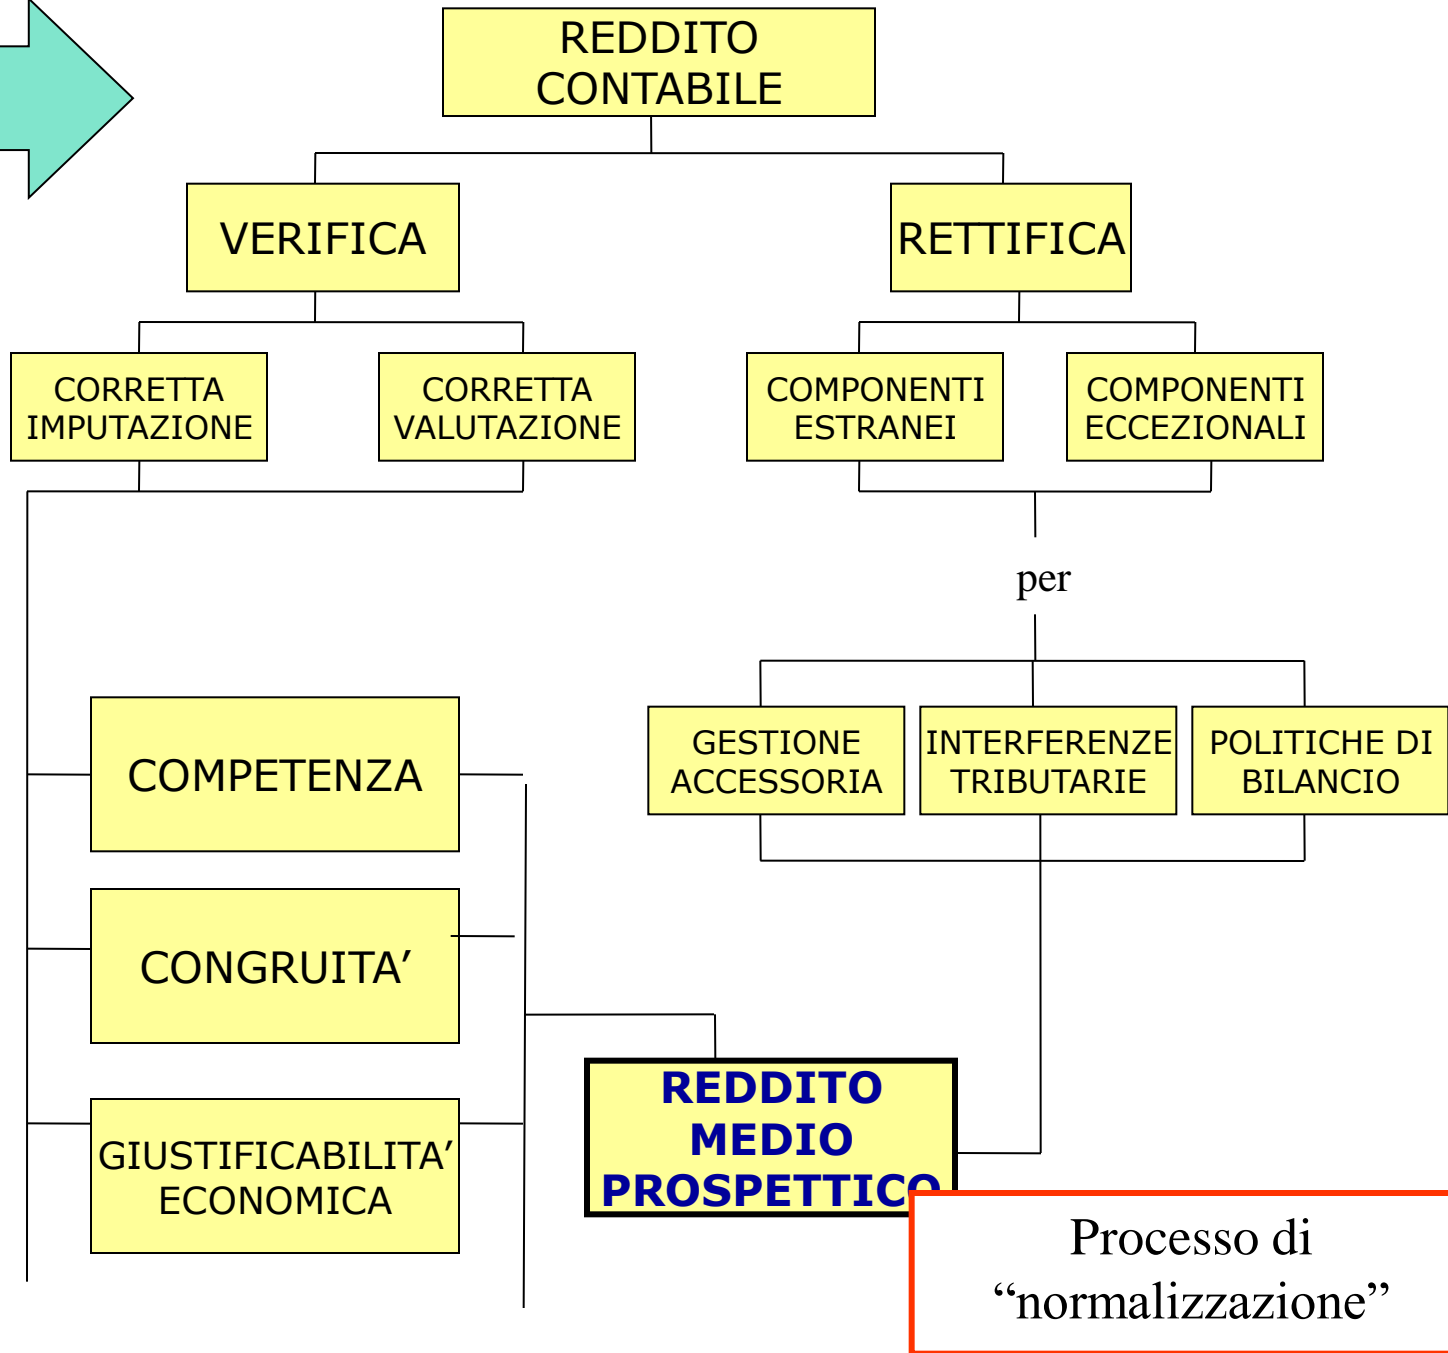 REDDITO
CONTABILE
VERIFICA
RETTIFICA
CORRETTA
IMPUTAZIONE
CORRETTA
VALUTAZIONE
COMPONENTI
ESTRANEI
COMPONENTI
ECCEZIONALI
per
COMPETENZA
CONGRUITA’
GIUSTIFICABILITA’
ECONOMICA
GESTIONE
ACCESSORIA
INTERFERENZE
TRIBUTARIE
POLITICHE DI
BILANCIO
REDDITO
MEDIO
PROSPETTICO
Processo di
“normalizzazione”